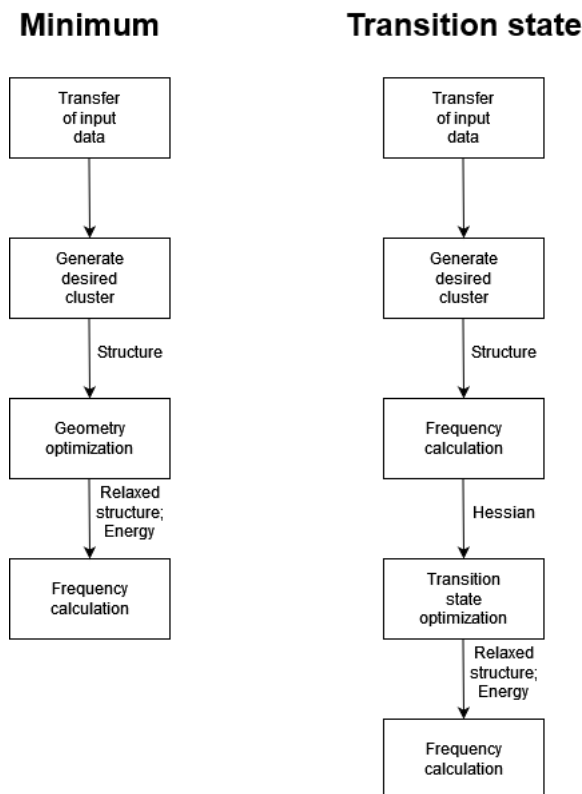 Minimum
Transfer
of input
data
Generate
desired
cluster
Structure
Geometry
optimization
Relaxed
structure;
Energy
Frequency
calculation
Transition state
Transfer
of input
data
Generate
desired
cluster
Structure
Frequency
calculation
Hessian
Transition
state
optimization
Relaxed
structure;
Energy
Frequency
calculation